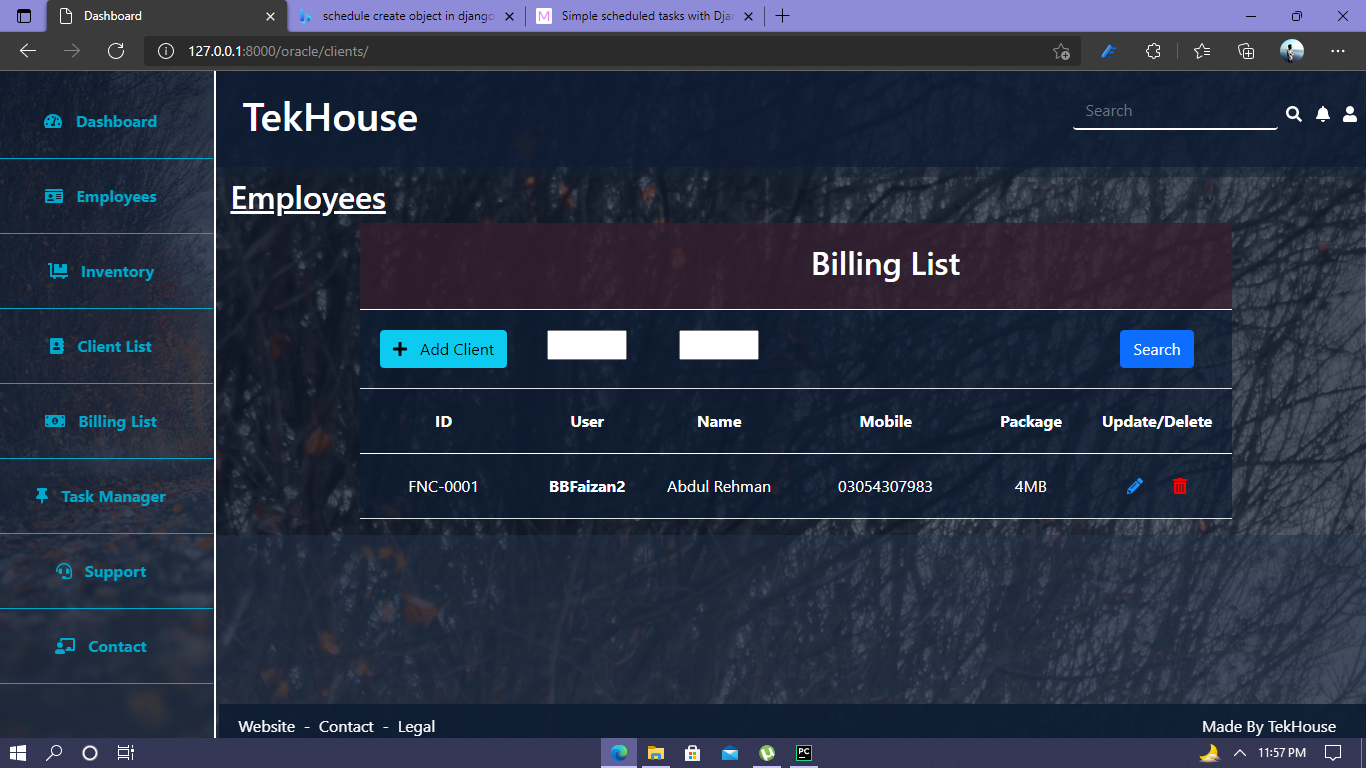 Dashboard
schedule create object in django
Simple scheduled tasks with Dja
127.0.0.1:8000/oracle/clients/
Dashboard
Employees
Inventory
Client List
Billing List
Task Manager
Support
Contact
TekHouse
Search
Employees
Billing List
Add Client
Search
ID User Name Mobile Package Update/Delete
FNC-0001 BBFaizan2 Abdul Rehman 03054307983 4MB
Website - Contact - Legal
Made By TekHouse
PC
11:57 PM